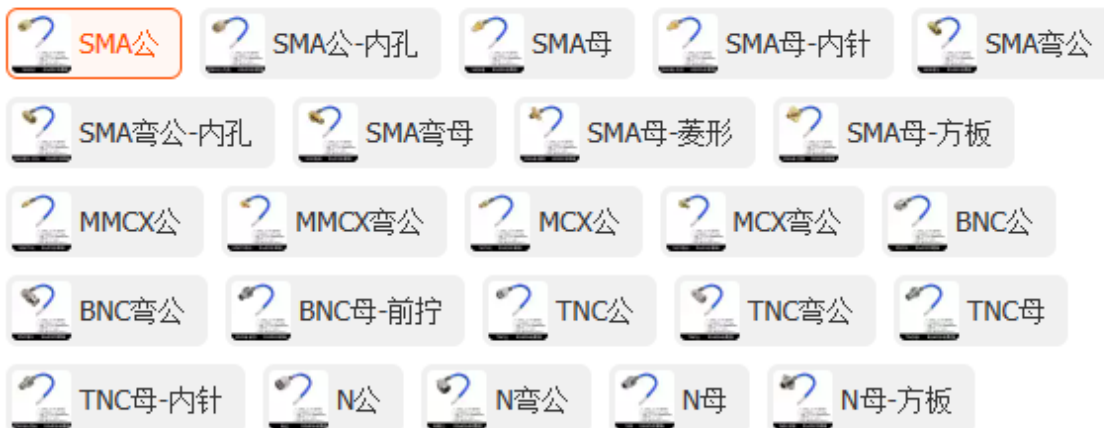 SMA公 SMA公-内孔 SMA母 SMA母-内针 SMA弯公
SMA弯公-内孔 SMA弯母 SMA母-菱形 SMA母-方板
MMCX公 MMCX弯公 MCX公 MCX弯公 BNC公
BNC弯公 BNC母-前拧 TNC公 TNC弯公 TNC母
TNC母-内针 N公 N弯公 N母 N母-方板